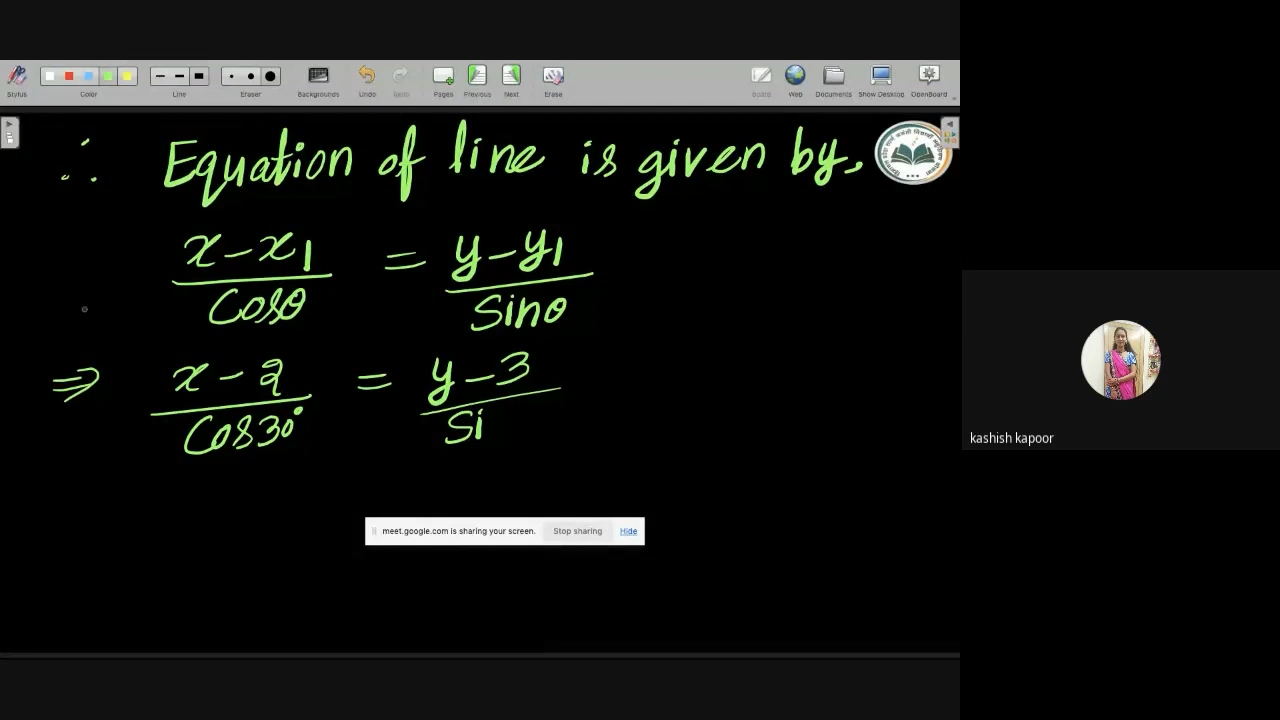 Stylus
Color
Line
Eraser
Backgrounds
Undo
Redo
Pages
Previous
Next
Erase
Board
Web
Documents
Show Desktop
OpenBoard
∴ Equation of line is given by,
x-x1 / Cosθ = y-y1 / Sinθ
⇒ x-2 / Cos30° = y-3 / Si
kashish kapoor
meet.google.com is sharing your screen. Stop sharing Hide